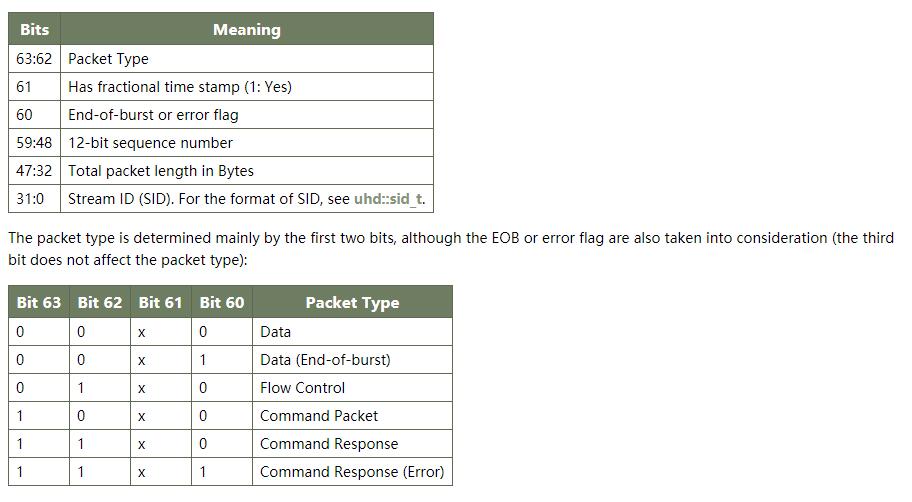 Bits Meaning
63:62 Packet Type
61 Has fractional time stamp (1: Yes)
60 End-of-burst or error flag
59:48 12-bit sequence number
47:32 Total packet length in Bytes
31:0 Stream ID (SID). For the format of SID, see uhd::sid_t.
The packet type is determined mainly by the first two bits, although the EOB or error flag are also taken into consideration (the third
bit does not affect the packet type):
Bit 63 Bit 62 Bit 61 Bit 60 Packet Type
0 0 x 0 Data
0 0 x 1 Data (End-of-burst)
0 1 x 0 Flow Control
1 0 x 0 Command Packet
1 1 x 0 Command Response
1 1 x 1 Command Response (Error)